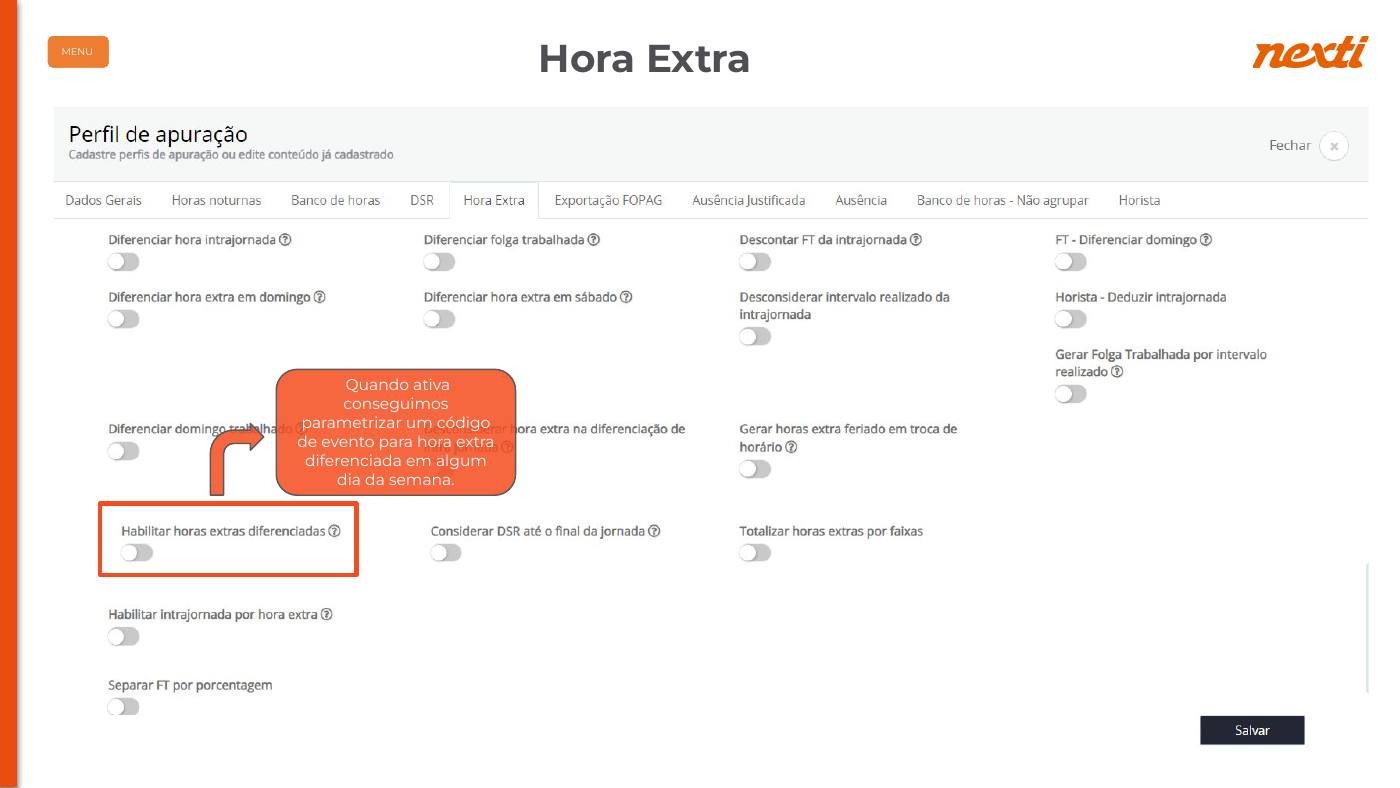 MENU
Hora Extra
nexti
Perfil de apuração
Cadastre perfis de apuração ou edite conteúdo já cadastrado
Fechar
Dados Gerais Horas noturnas Banco de horas DSR Hora Extra Exportação FOPAG Ausência Justificada Ausência Banco de horas - Não agrupar Horista
Diferenciar hora intrajornada
Diferenciar folga trabalhada
Descontar FT da intrajornada
FT - Diferenciar domingo
Diferenciar hora extra em domingo
Diferenciar hora extra em sábado
Desconsiderar intervalo realizado da
intrajornada
Horista - Deduzir intrajornada
Gerar Folga Trabalhada por intervalo
realizado
Quando ativa
conseguimos
parametrizar um código
de evento para hora extra
diferenciada em algum
dia da semana.
Diferenciar domingo trabalhado
hora extra na diferenciação de
Gerar horas extra feriado em troca de
horário
Habilitar horas extras diferenciadas
Considerar DSR até o final da jornada
Totalizar horas extras por faixas
Habilitar intrajornada por hora extra
Separar FT por porcentagem
Salvar